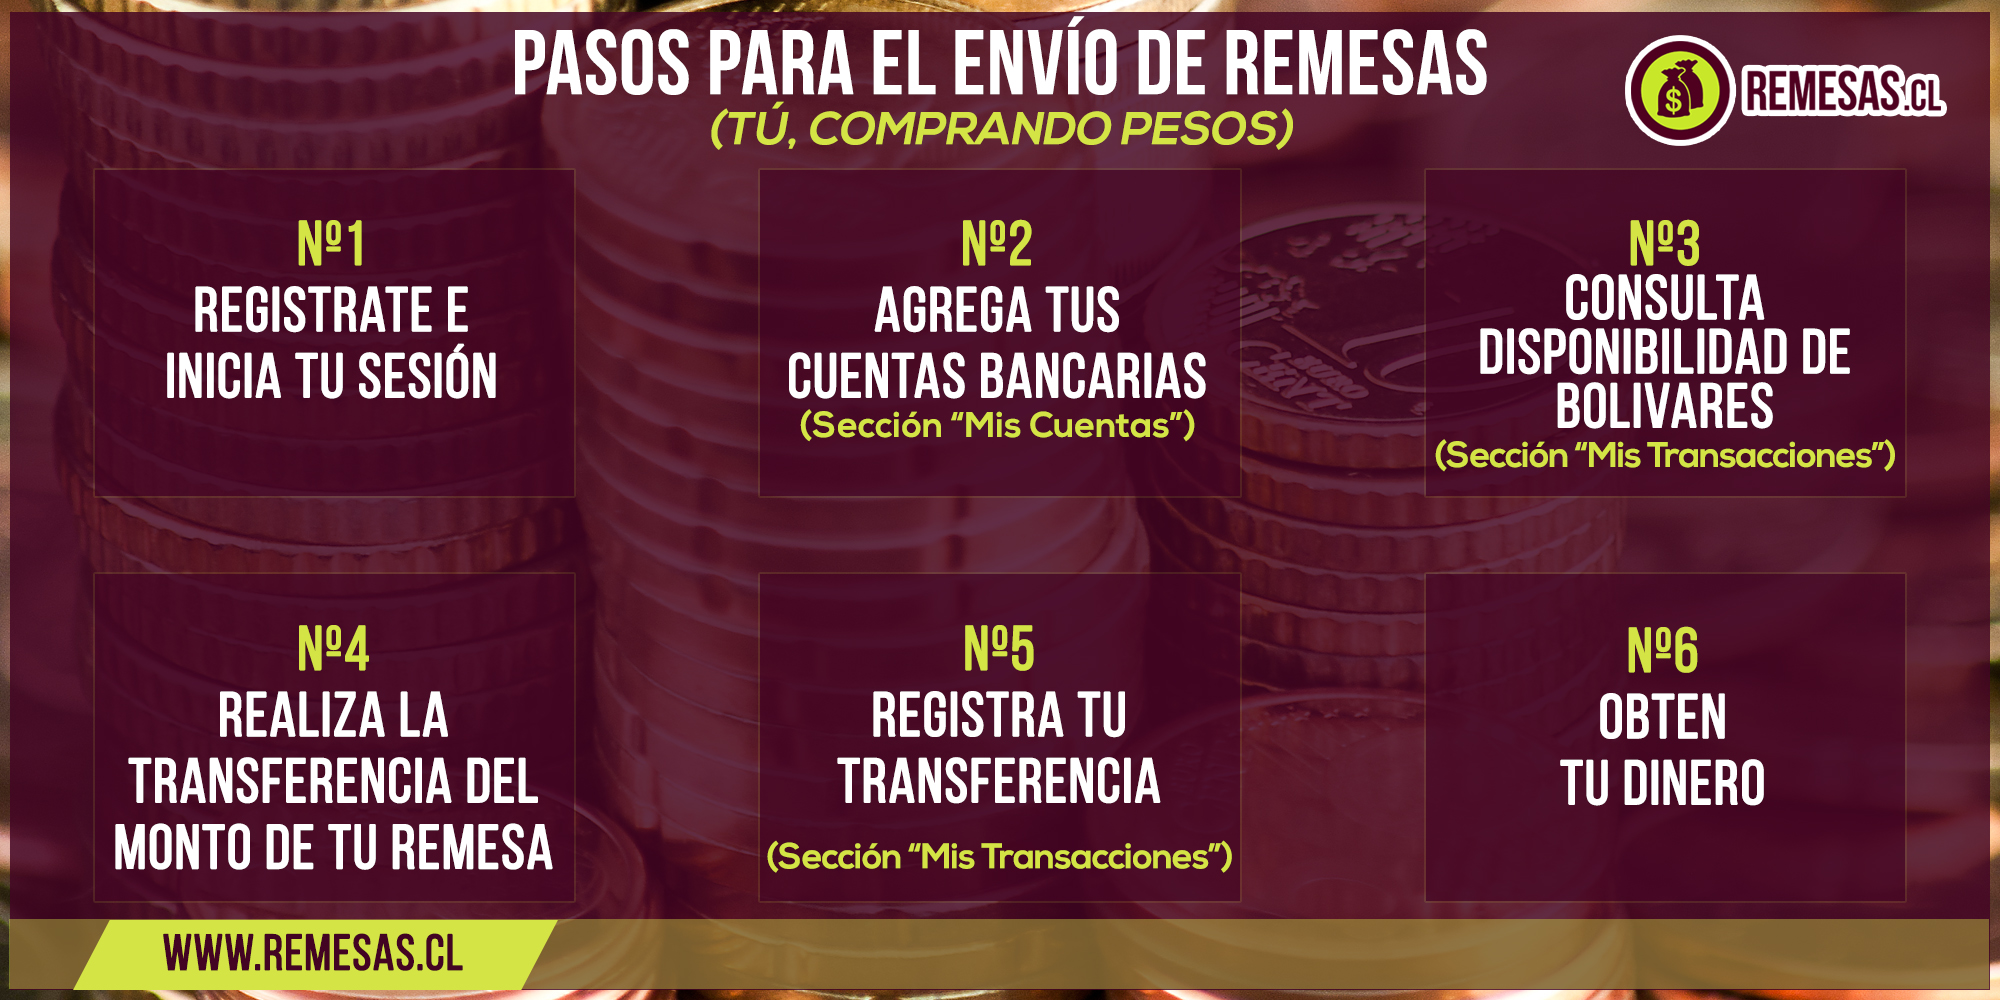 PASOS PARA EL ENVÍO DE REMESAS
(TÚ, COMPRANDO PESOS)
$
REMESAS.CL
Nº1
REGISTRATE E
INICIA TU SESIÓN
Nº2
AGREGA TUS
CUENTAS BANCARIAS
(Sección “Mis Cuentas”)
Nº3
CONSULTA
DISPONIBILIDAD DE
BOLIVARES
(Sección “Mis Transacciones”)
Nº4
REALIZA LA
TRANSFERENCIA DEL
MONTO DE TU REMESA
Nº5
REGISTRA TU
TRANSFERENCIA
(Sección “Mis Transacciones”)
Nº6
OBTEN
TU DINERO
WWW.REMESAS.CL